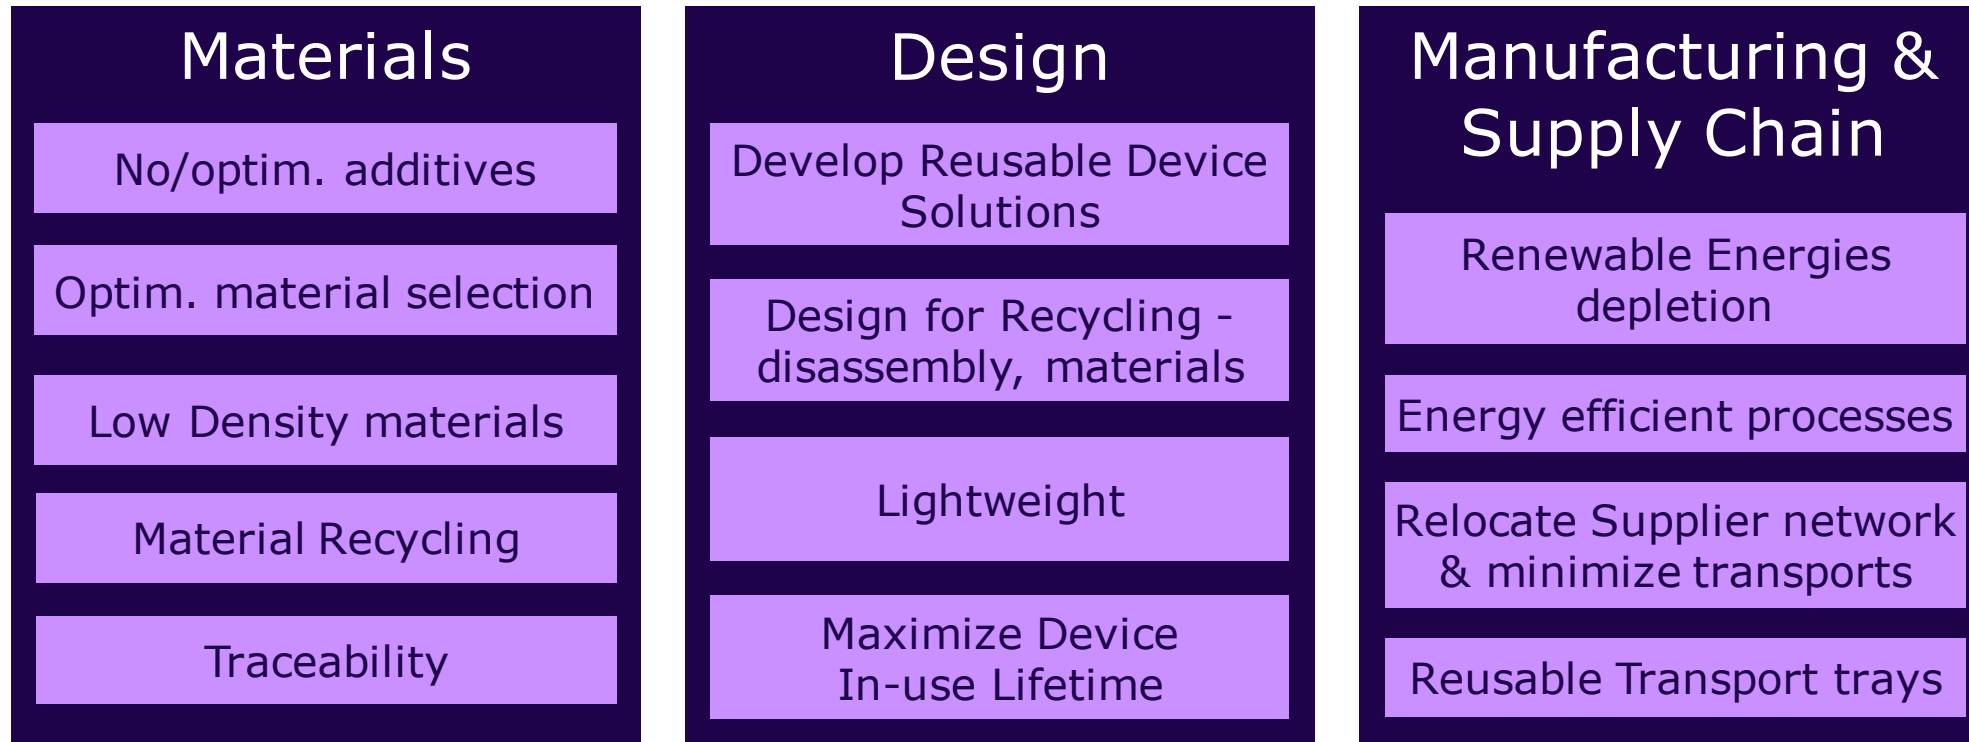 Materials
No/optim. additives
Optim. material selection
Low Density materials
Material Recycling
Traceability
Design
Develop Reusable Device
Solutions
Design for Recycling -
disassembly, materials
Lightweight
Maximize Device
In-use Lifetime
Manufacturing &
Supply Chain
Renewable Energies
depletion
Energy efficient processes
Relocate Supplier network
& minimize transports
Reusable Transport trays